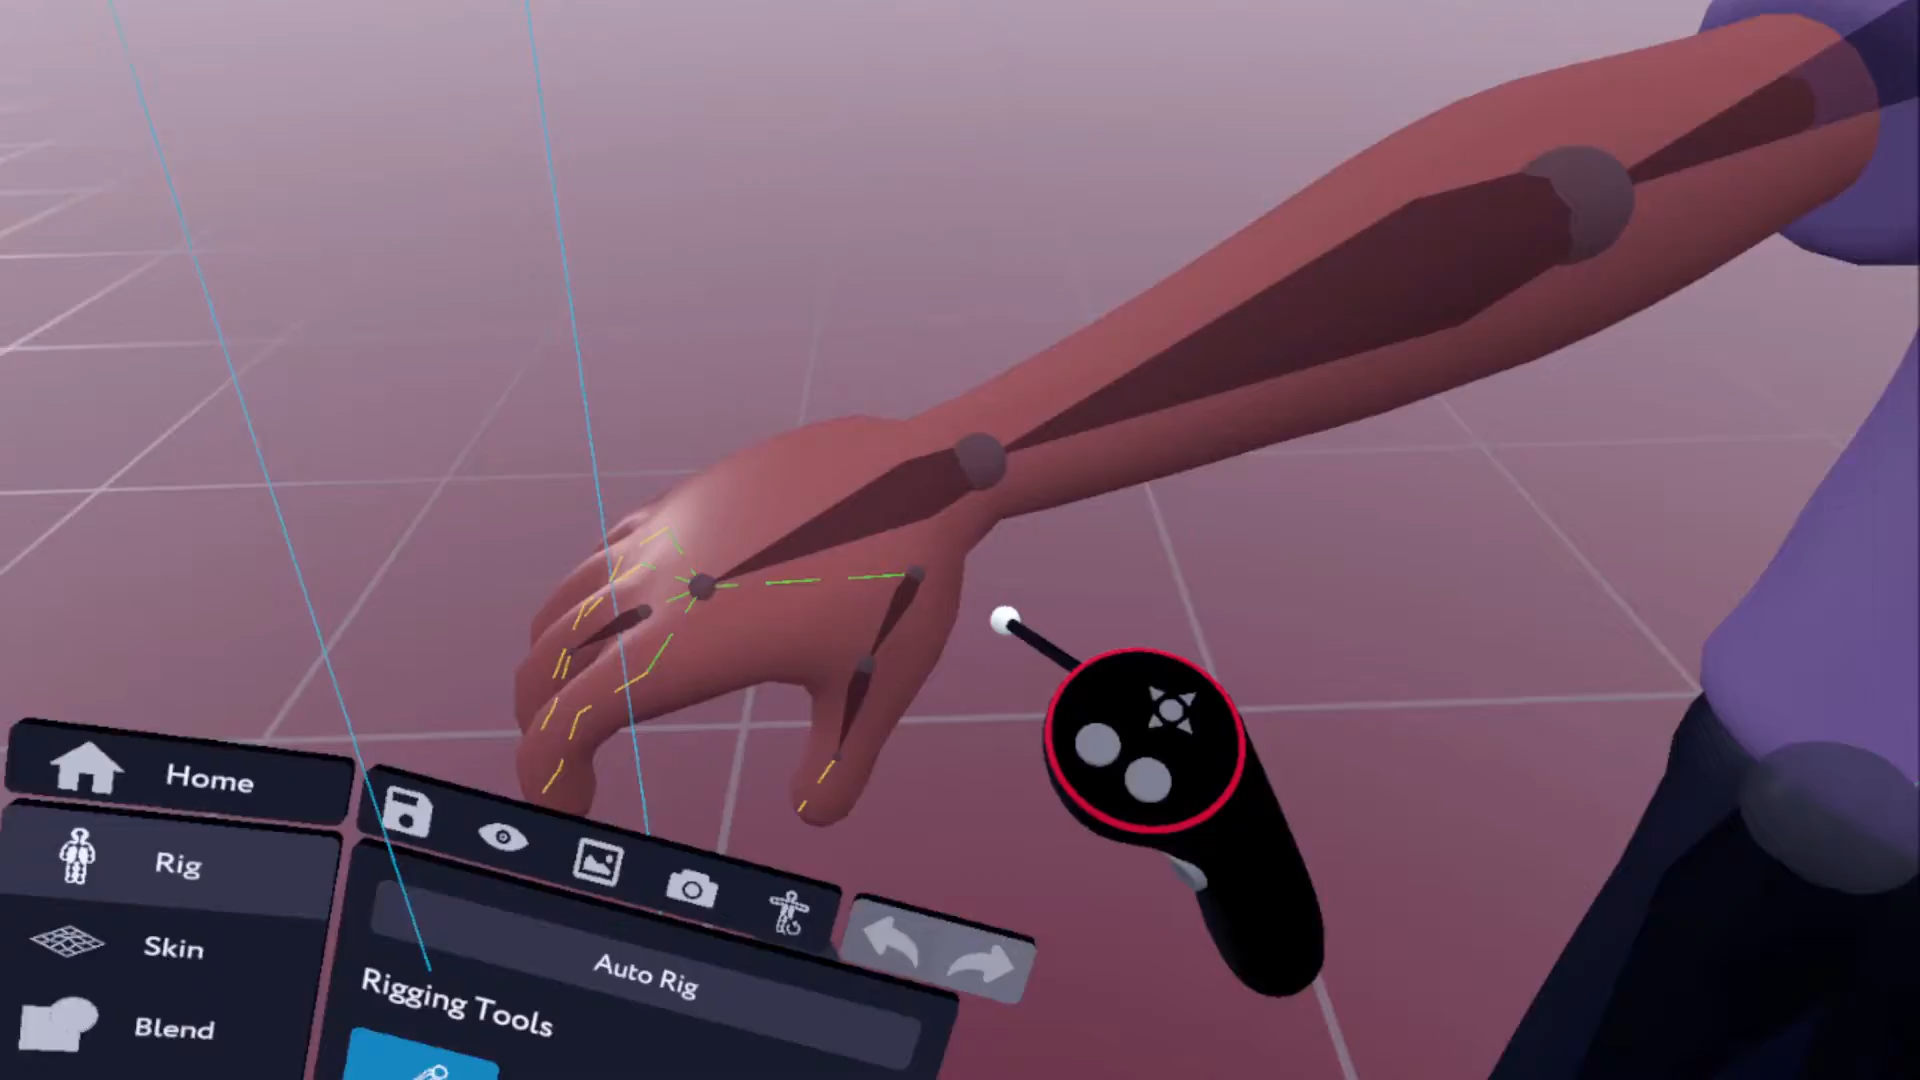 Home
Rig
Skin
Blend
Auto Rig
Rigging Tools